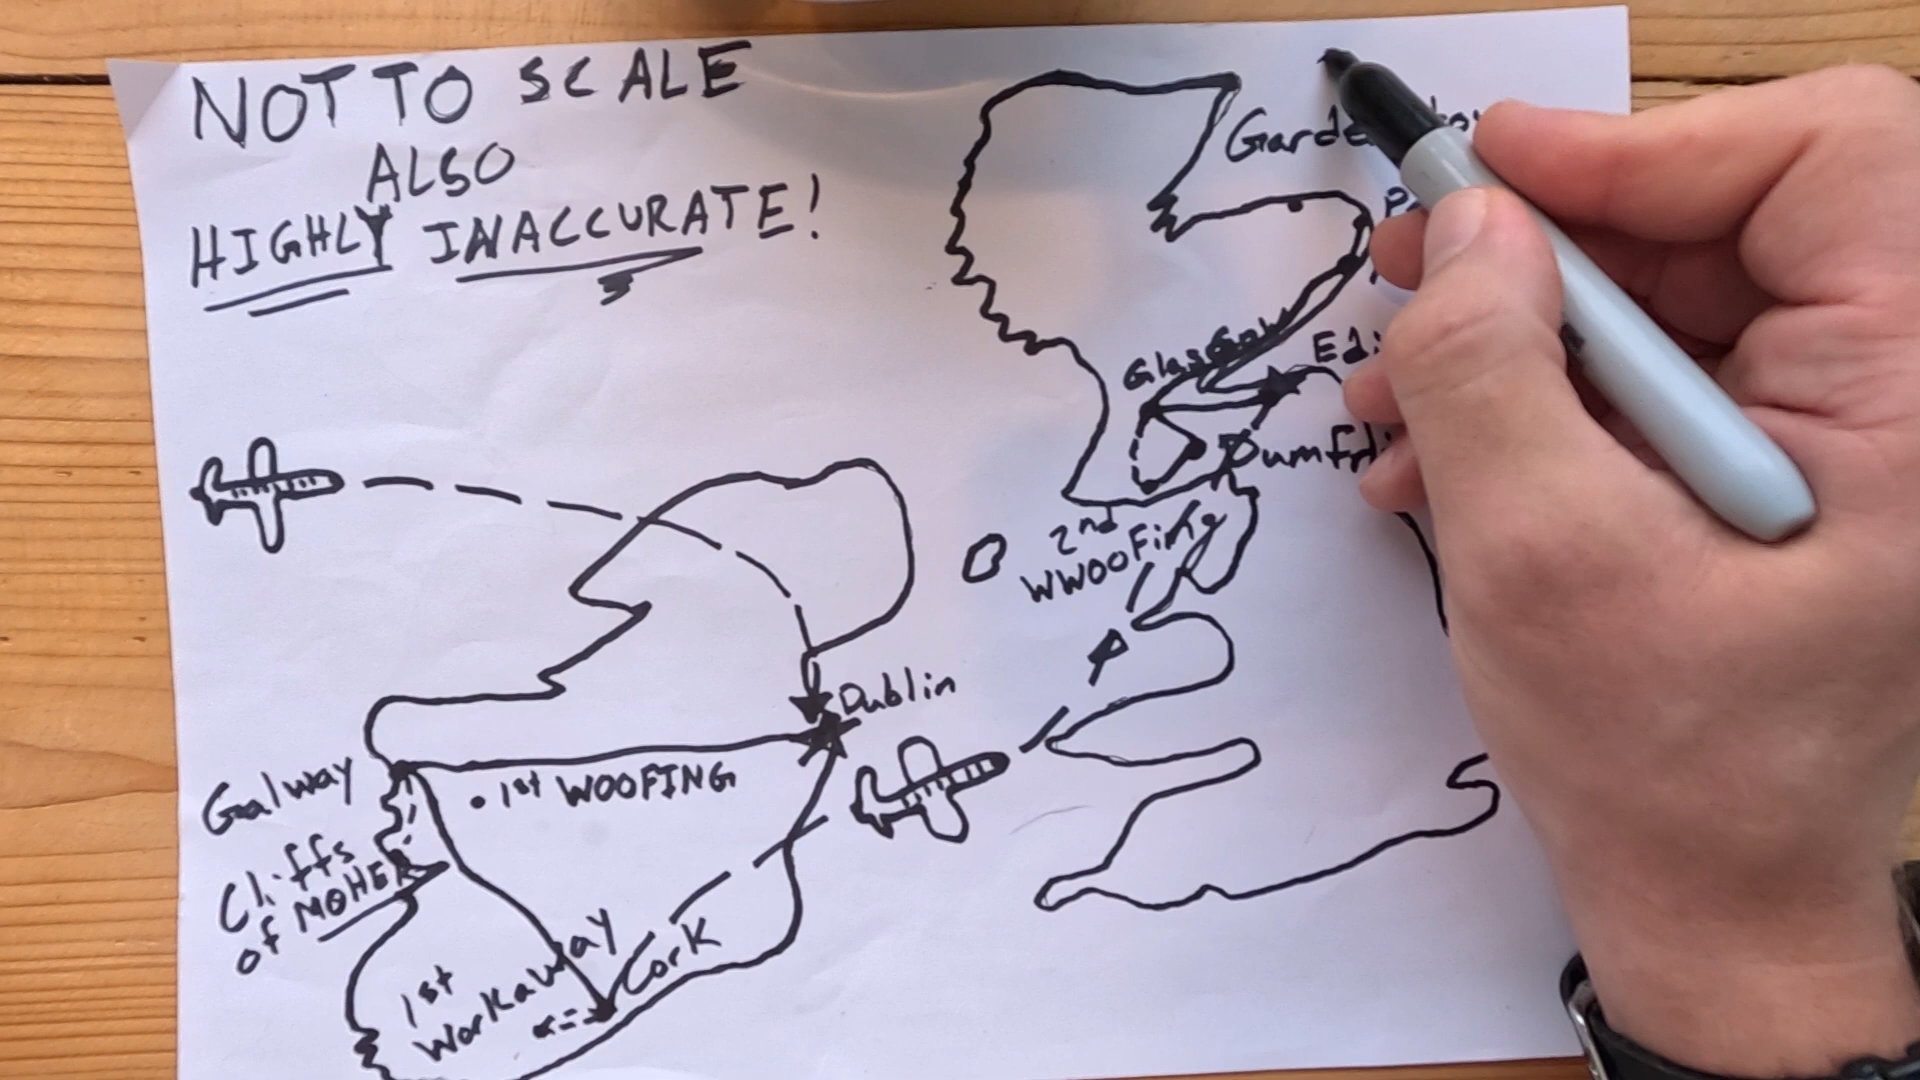 NOT TO SCALE
ALSO
HIGHLY INACCURATE!
Glasgow
2nd
WWOOFing
Dublin
Galway
• 1st WOOFING
Cliffs
of MOHER
1st
Workaway
Cork